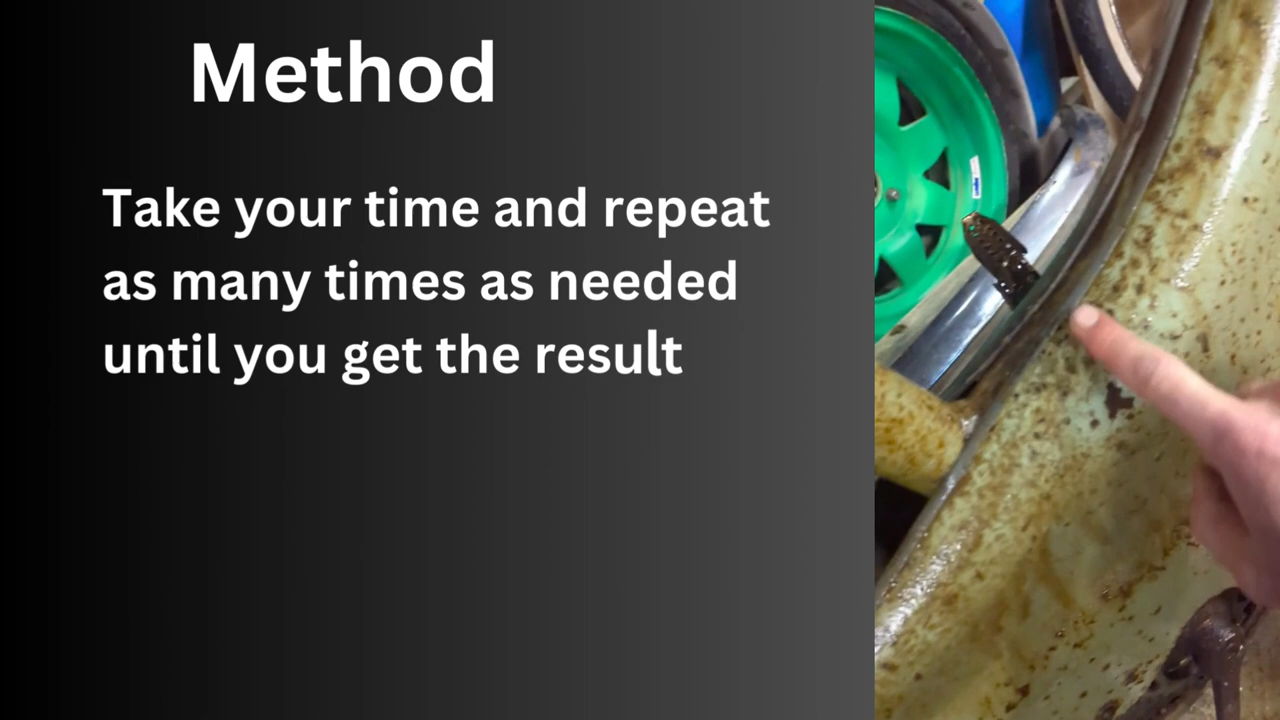 Method
Take your time and repeat
as many times as needed
until you get the result